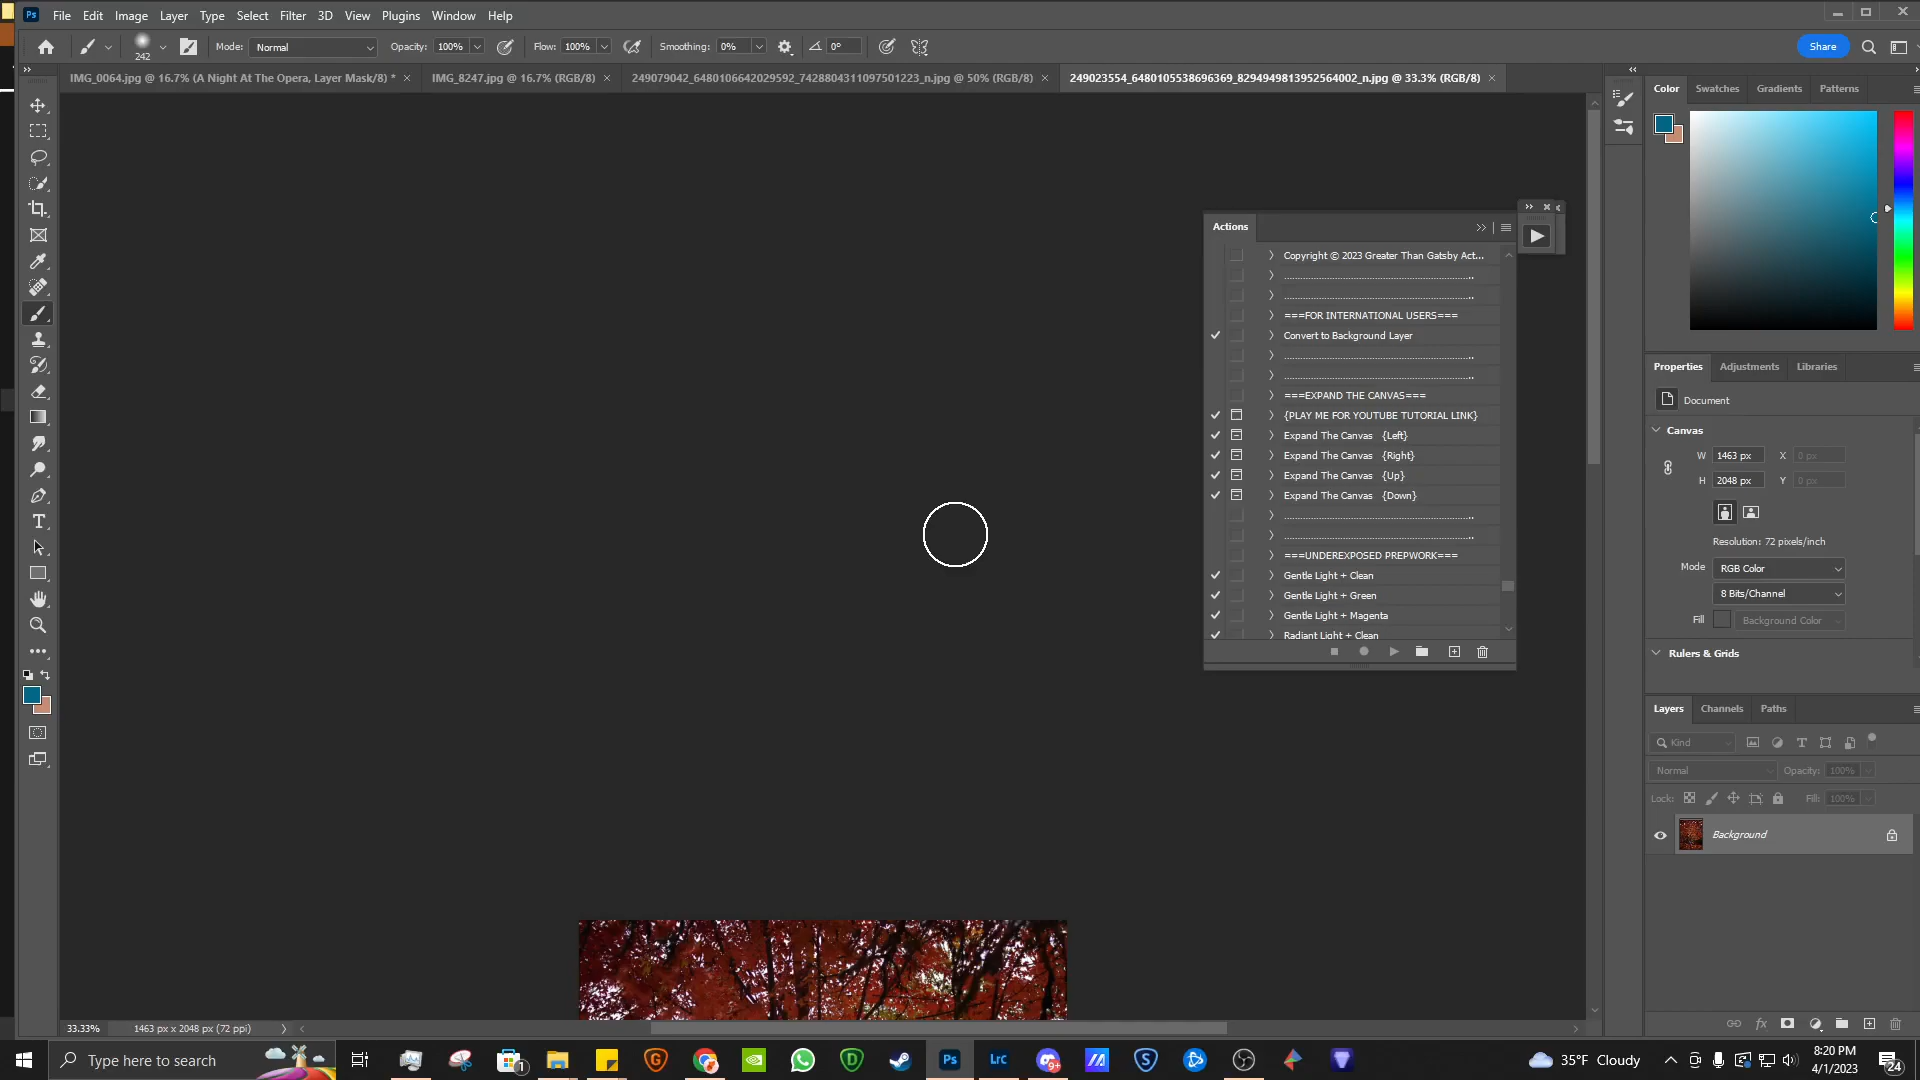 File Edit Image Layer Type Select Filter 3D View Plugins Window Help
242 Mode: Normal Opacity: 100% Flow: 100% Smoothing: 0% 0° Share
IMG_0064.jpg @ 16.7% (A Night At The Opera, Layer Mask/8) * IMG_8247.jpg @ 16.7% (RGB/8) 249079042_6480106642029592_7428804311097501223_n.jpg @ 50% (RGB/8) 249023554_6480105538696369_8294949813952564002_n.jpg @ 33.3% (RGB/8)
Color Swatches Gradients Patterns
Actions
Copyright © 2023 Greater Than Gatsby Act...
===FOR INTERNATIONAL USERS===
Convert to Background Layer
===EXPAND THE CANVAS===
{PLAY ME FOR YOUTUBE TUTORIAL LINK}
Expand The Canvas {Left}
Expand The Canvas {Right}
Expand The Canvas {Up}
Expand The Canvas {Down}
===UNDEREXPOSED PREPWORK===
Gentle Light + Clean
Gentle Light + Green
Gentle Light + Magenta
Radiant Light + Clean
Properties Adjustments Libraries
Document
Canvas
W 1463 px X 0 px
H 2048 px Y 0 px
Resolution: 72 pixels/inch
Mode RGB Color
8 Bits/Channel
Fill Background Color
Rulers & Grids
Layers Channels Paths
Kind
Normal Opacity: 100%
Lock: Fill: 100%
Background
33.33% 1463 px x 2048 px (72 ppi)
Type here to search
Ps Lrc 9+ 35°F Cloudy
8:20 PM
4/1/2023
24